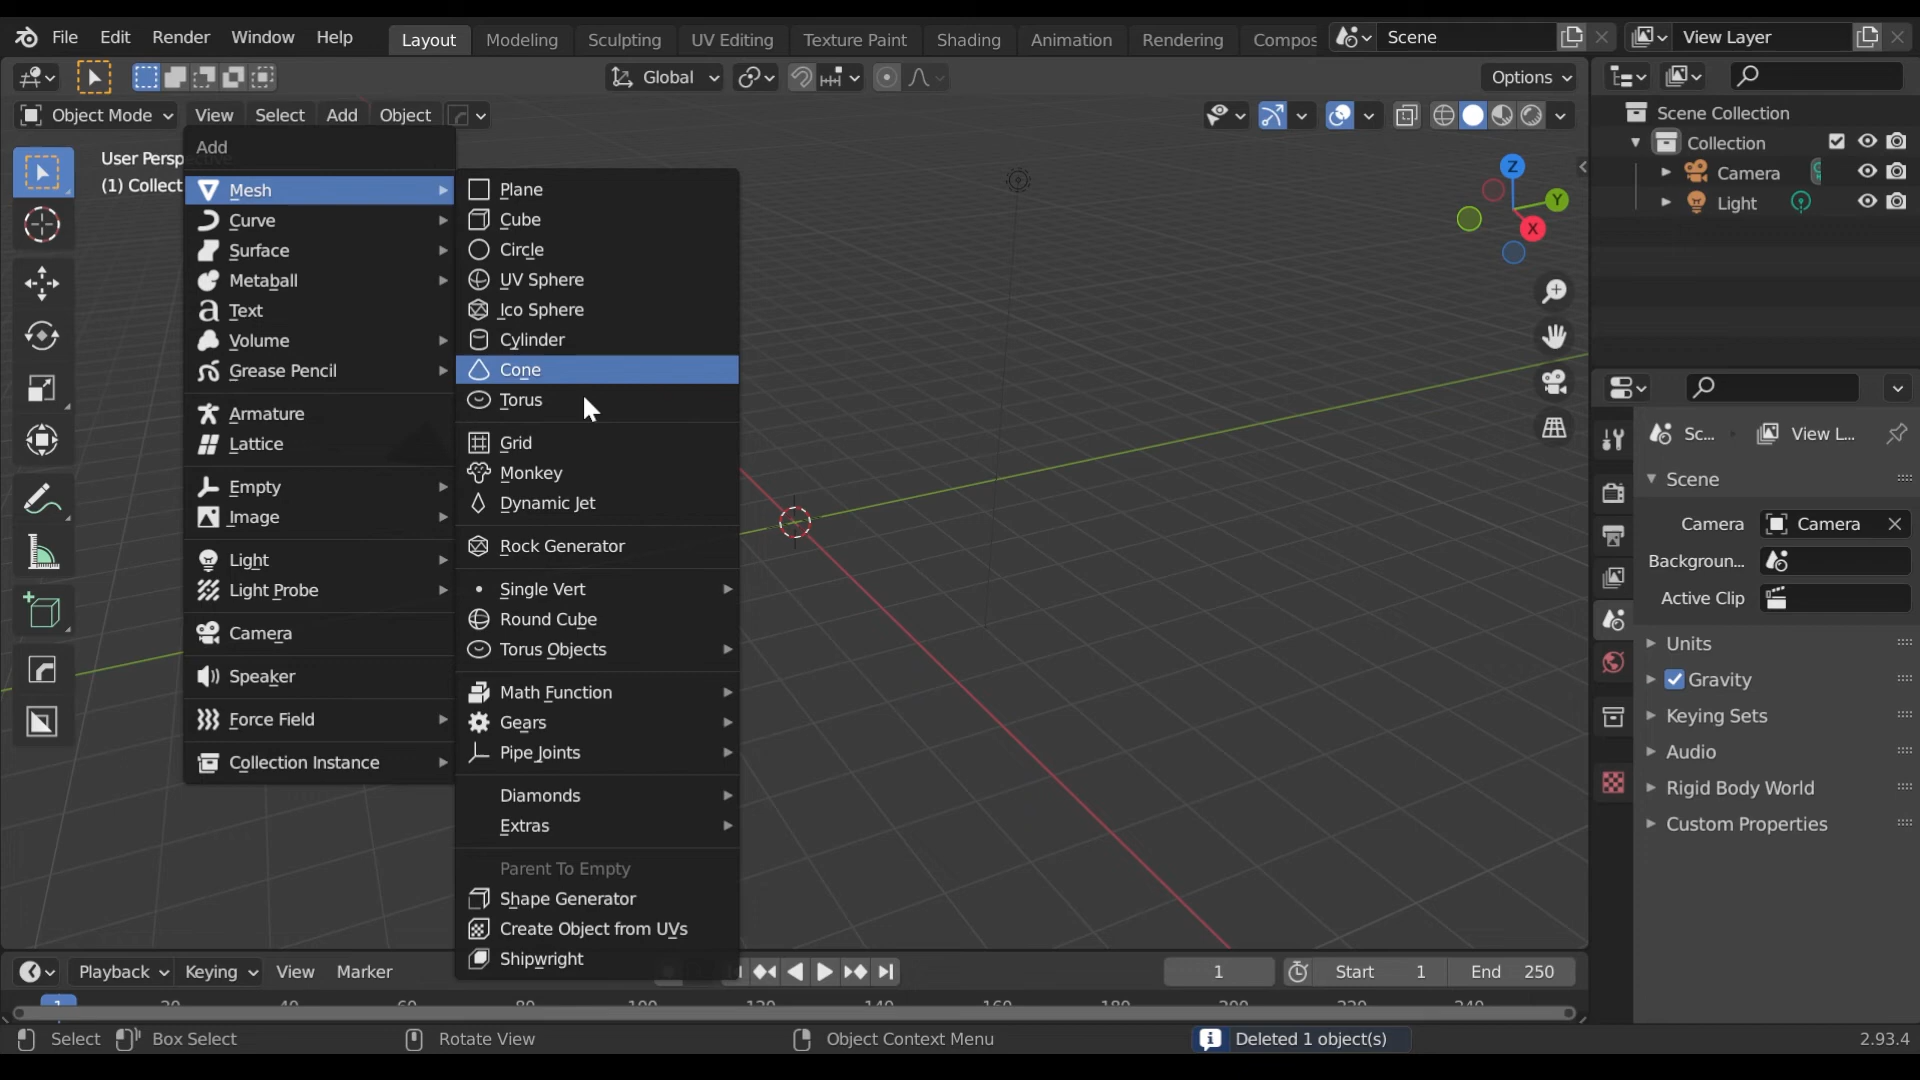 File Edit Render Window Help Layout Modeling Sculpting UV Editing Texture Paint Shading Animation Rendering Compos Scene View Layer
Global Options
Object Mode View Select Add Object
Scene Collection
Collection
Camera
Light
User Persp
(1) Collect
Z
Y
X
Add
Mesh
Curve
Surface
Metaball
Text
Volume
Grease Pencil
Armature
Lattice
Empty
Image
Light
Light Probe
Camera
Speaker
Force Field
Collection Instance
Plane
Cube
Circle
UV Sphere
Ico Sphere
Cylinder
Cone
Torus
Grid
Monkey
Dynamic Jet
Rock Generator
Single Vert
Round Cube
Torus Objects
Math Function
Gears
Pipe Joints
Diamonds
Extras
Parent To Empty
Shape Generator
Create Object from UVs
Shipwright
Sc... View L...
Scene
Camera Camera
Backgroun...
Active Clip
Units
Gravity
Keying Sets
Audio
Rigid Body World
Custom Properties
Playback Keying View Marker 1 Start 1 End 250
1
Select Box Select Rotate View Object Context Menu Deleted 1 object(s) 2.93.4